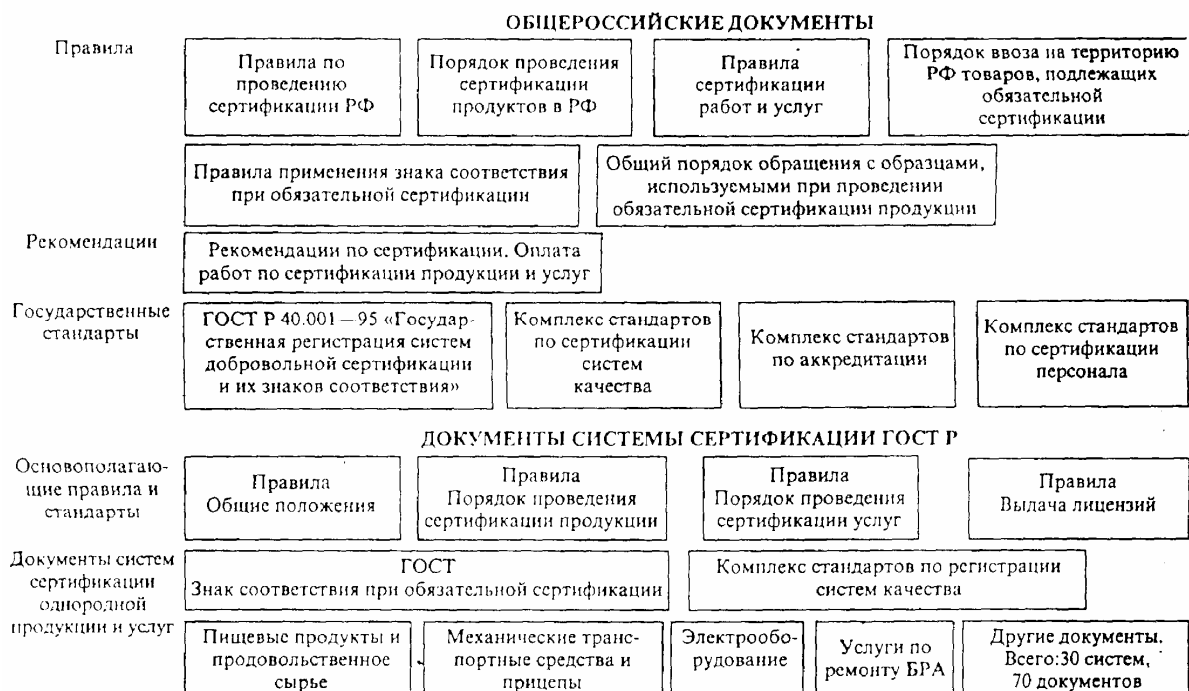 ОБЩЕРОССИЙСКИЕ ДОКУМЕНТЫ
Правила
Правила по
проведению
сертификации РФ
Порядок проведения
сертификации
продуктов в РФ
Правила
сертификации
работ и услуг
Порядок ввоза на территорию
РФ товаров, подлежащих
обязательной
сертификации
Правила применения знака соответствия
при обязательной сертификации
Общий порядок обращения с образцами,
используемыми при проведении
обязательной сертификации продукции
Рекомендации
Рекомендации по сертификации. Оплата
работ по сертификации продукции и услуг
Государственные
стандарты
ГОСТ Р 40.001—95 «Государ-
ственная регистрация систем
добровольной сертификации
и их знаков соответствия»
Комплекс стандартов
по сертификации
систем
качества
Комплекс стандартов
по аккредитации
Комплекс стандартов
по сертификации
персонала
ДОКУМЕНТЫ СИСТЕМЫ СЕРТИФИКАЦИИ ГОСТ Р
Основополагаю-
щие правила и
стандарты
Правила
Общие положения
Правила
Порядок проведения
сертификации продукции
Правила
Порядок проведения
сертификации услуг
Правила
Выдача лицензий
Документы систем
сертификации
однородной
продукции и услуг
ГОСТ
Знак соответствия при обязательной сертификации
Комплекс стандартов по регистрации
систем качества
Пищевые продукты и
продовольственное
сырье
Механические транс-
портные средства и
прицепы
Электрообо-
рудование
Услуги по
ремонту БРА
Другие документы.
Всего:30 систем,
70 документов